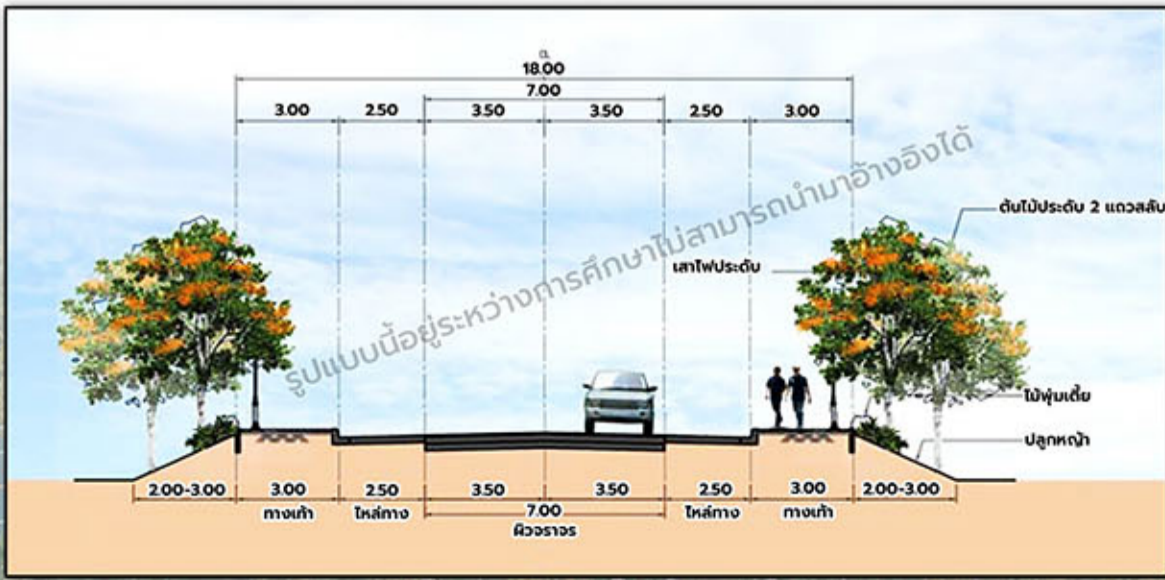 ฉ.
18.00
7.00
3.00 2.50 3.50 3.50 2.50 3.00
รูปแบบนี้อยู่ระหว่างการศึกษาไม่สามารถนำมาอ้างอิงได้
ต้นไม้ประดับ 2 แถวสลับ
เสาไฟประดับ
ไม้พุ่มเตี้ย
ปลูกหญ้า
2.00-3.00 3.00 2.50 3.50 3.50 2.50 3.00 2.00-3.00
ทางเท้า ไหล่ทาง 7.00 ไหล่ทาง ทางเท้า
ผิวจราจร